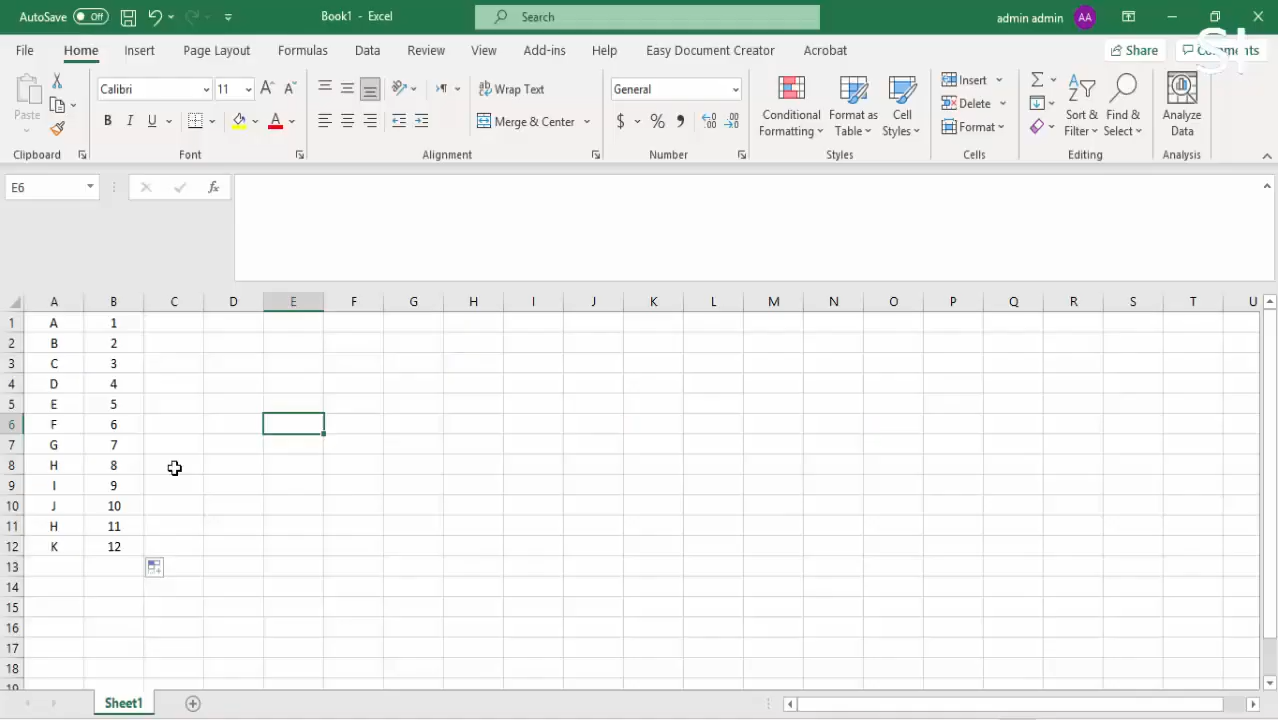 AutoSave Off Book1 - Excel Search admin admin AA
File Home Insert Page Layout Formulas Data Review View Add-ins Help Easy Document Creator Acrobat Share Comments
Paste
Clipboard
Calibri 11
B I U A
Font
Wrap Text
Merge & Center
Alignment
General
$ % ,
Number
Conditional Formatting
Format as Table
Cell Styles
Styles
Insert
Delete
Format
Cells
Sort & Filter
Find & Select
Editing
Analyze Data
Analysis
E6 fx
A B C D E F G H I J K L M N O P Q R S T U
1 A 1
2 B 2
3 C 3
4 D 4
5 E 5
6 F 6
7 G 7
8 H 8
9 I 9
10 J 10
11 H 11
12 K 12
13
14
15
16
17
18
19
Sheet1